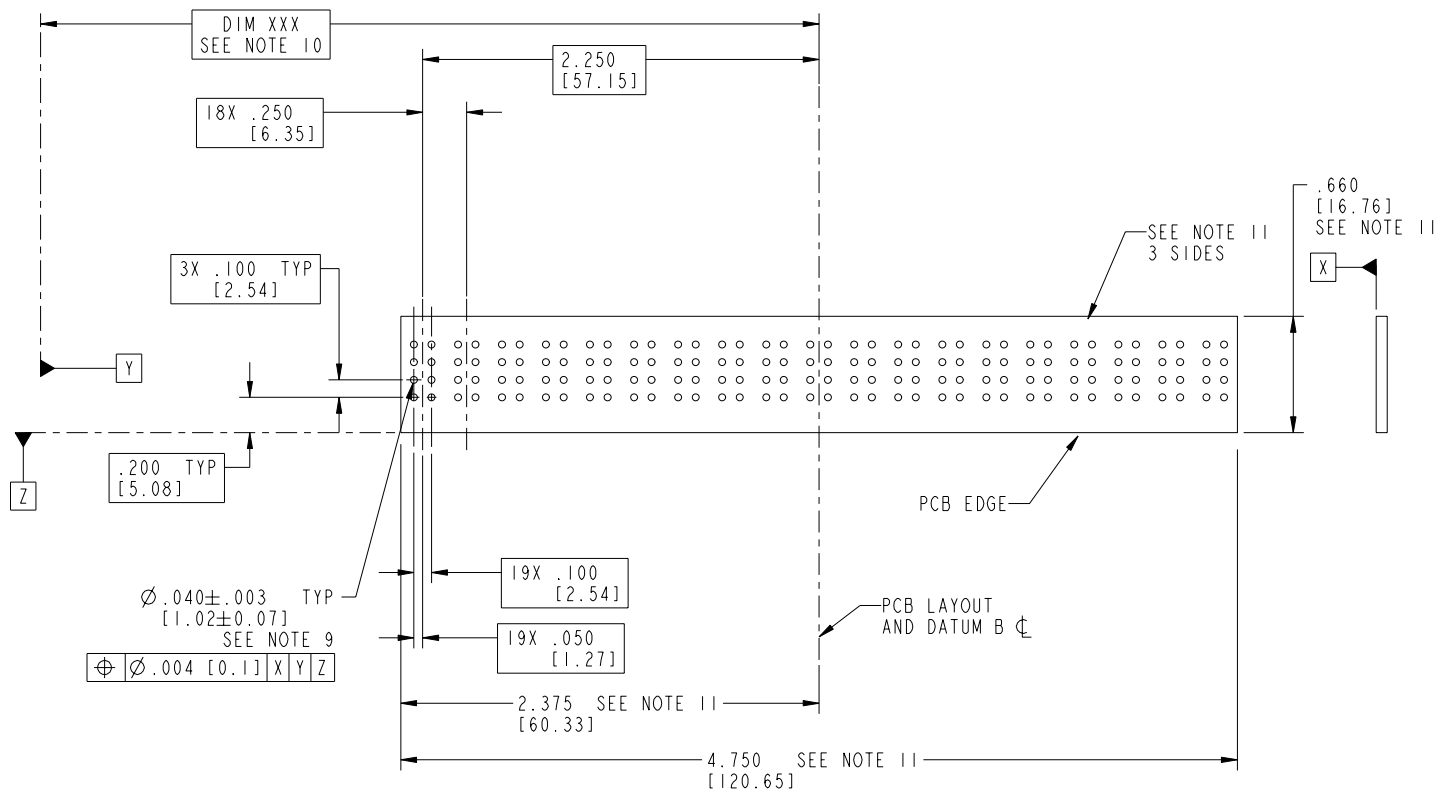 DIM XXX
SEE NOTE 10
2.250
[57.15]
18X .250
[6.35]
.660
[16.76]
SEE NOTE 11
SEE NOTE 11
3 SIDES
X
3X .100 TYP
[2.54]
Y
.200 TYP
[5.08]
Z
PCB EDGE
19X .100
[2.54]
Ø.040±.003 TYP
[1.02±0.07]
SEE NOTE 9
⌖ Ø.004 [0.1] X Y Z
PCB LAYOUT
AND DATUM B ℄
19X .050
[1.27]
2.375 SEE NOTE 11
[60.33]
4.750 SEE NOTE 11
[120.65]